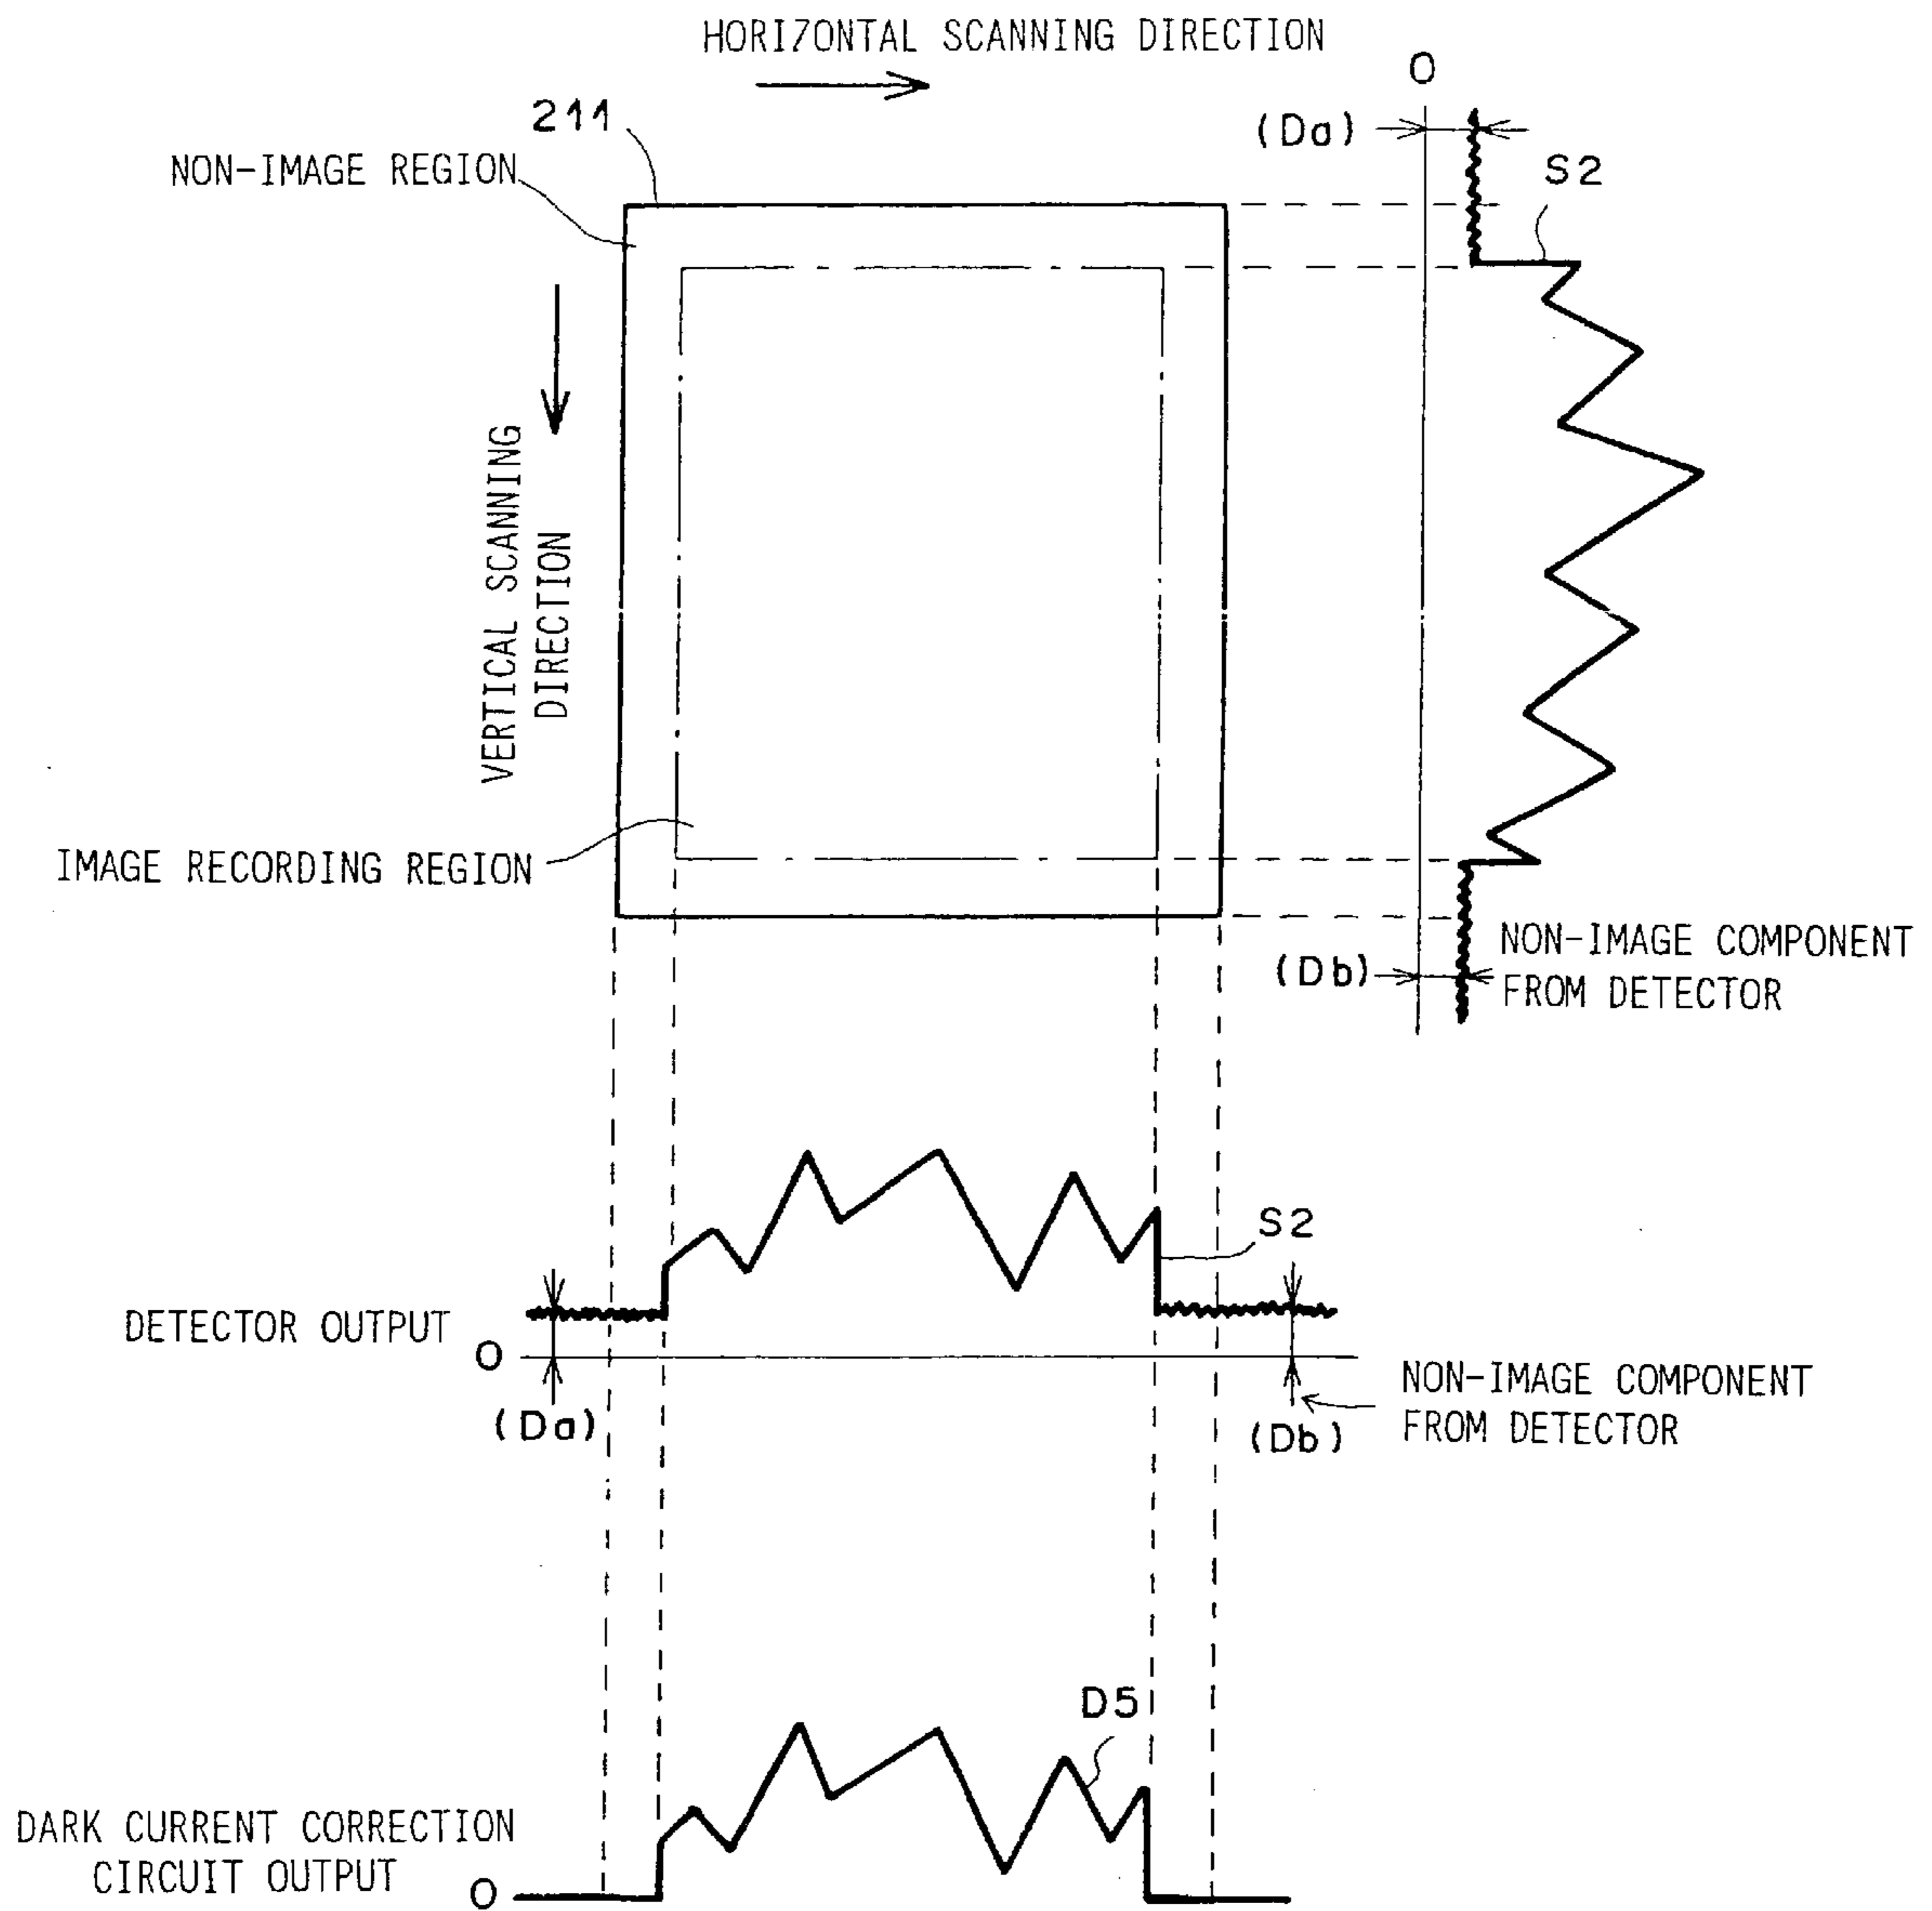 HORIZONTAL SCANNING DIRECTION
O
211
(Da)
NON-IMAGE REGION
S2
VERTICAL SCANNING
DIRECTION
IMAGE RECORDING REGION
(Db)
NON-IMAGE COMPONENT
FROM DETECTOR
S2
DETECTOR OUTPUT
O
(Da)
(Db)
NON-IMAGE COMPONENT
FROM DETECTOR
D5
DARK CURRENT CORRECTION
CIRCUIT OUTPUT
O